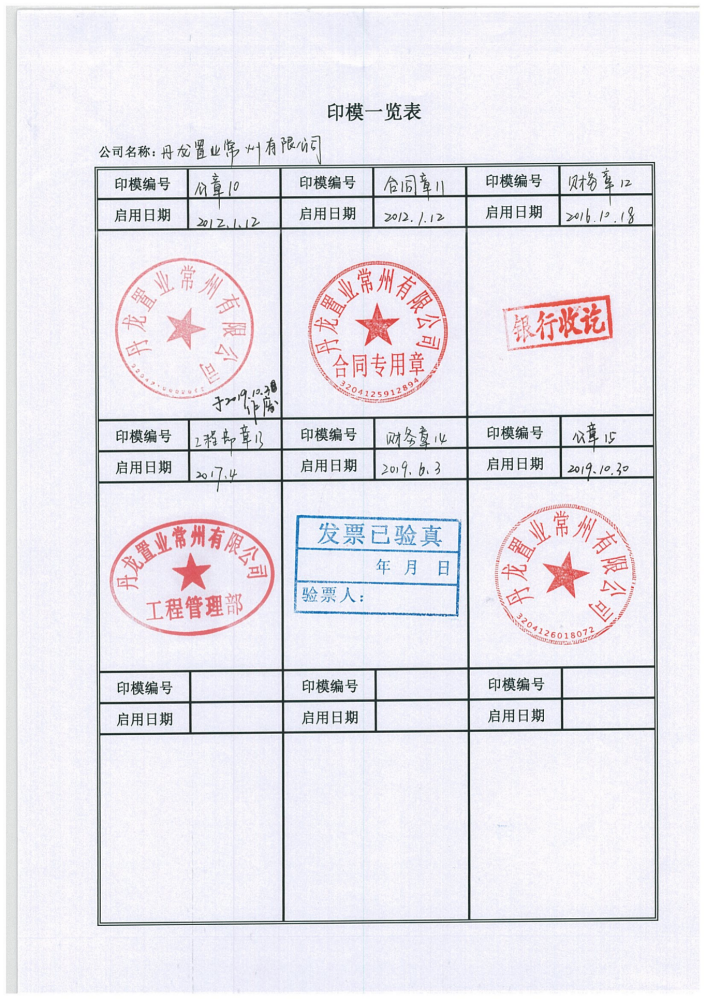 印模一览表
公司名称：丹龙置业常州有限公司
印模编号 公章10 印模编号 合同章11 印模编号 财务章12
启用日期 2012.1.12 启用日期 2012.1.12 启用日期 2016.10.18
丹龙置业常州有限公司
于2019.10.
作废
丹龙置业常州有限公司
合同专用章
3204125912894
银行收讫
印模编号 工程部章13 印模编号 财务章14 印模编号 公章15
启用日期 2017.4 启用日期 2019.6.3 启用日期 2019.10.30
丹龙置业常州有限公司
工程管理部
发票已验真
年 月 日
验票人：
丹龙置业常州有限公司
3204126018072
印模编号 印模编号 印模编号
启用日期 启用日期 启用日期